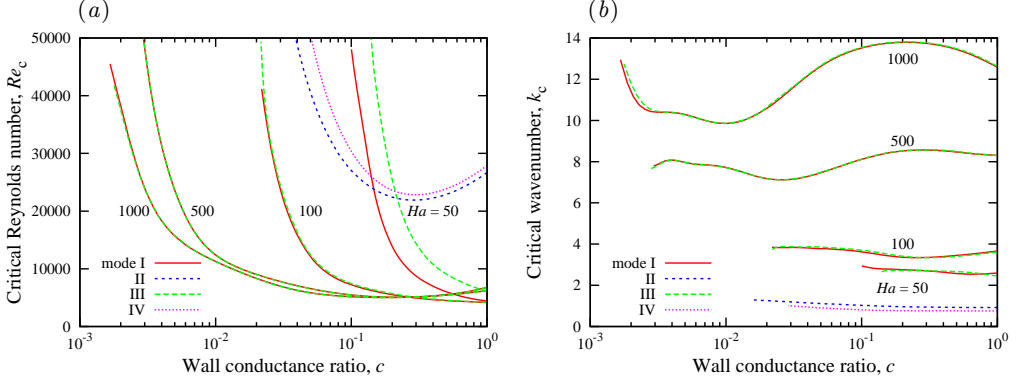 (a)
Critical Reynolds number, Re_c
50000
40000
30000
20000
10000
0
1000
500
100
Ha = 50
mode I
II
III
IV
10^-3
10^-2
10^-1
10^0
Wall conductance ratio, c
(b)
Critical wavenumber, k_c
14
12
10
8
6
4
2
0
1000
500
100
Ha = 50
mode I
II
III
IV
10^-3
10^-2
10^-1
10^0
Wall conductance ratio, c